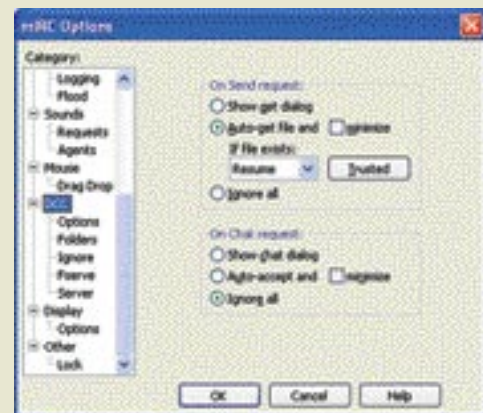 mIRC Options
Category:
Logging
Flood
Sounds
Requests
Agents
Mouse
Drag Drop
DCC
Options
Folders
Ignore
Fserve
Server
Display
Options
Other
Lock
On Send request:
Show get dialog
Auto-get file and minimize
If file exists:
Resume Trusted
Ignore all
On Chat request:
Show chat dialog
Auto-accept and minimize
Ignore all
OK Cancel Help